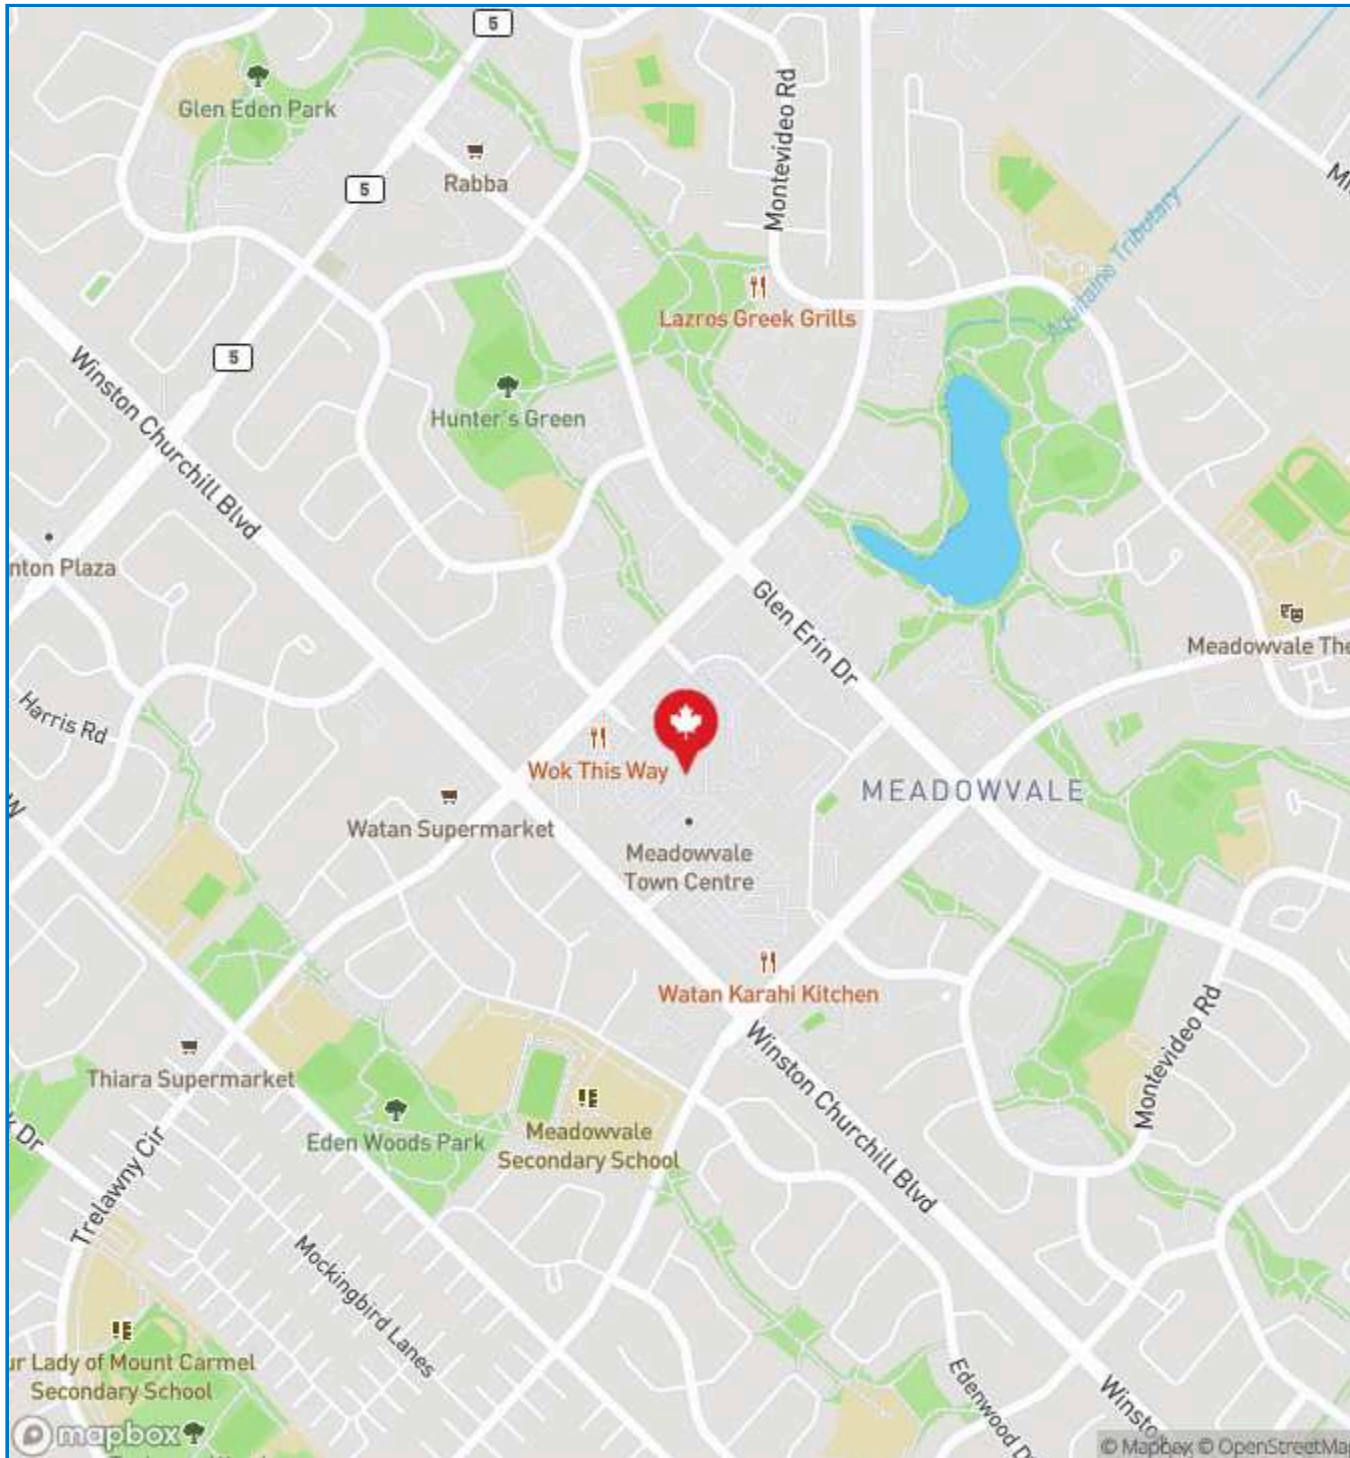 5
Glen Eden Park
Montevideo Rd
Rabba
5
Aquitaine Tributary
Lazros Greek Grills
5
Winston Churchill Blvd
Hunter's Green
nton Plaza
Glen Erin Dr
Meadowvale The
Harris Rd
Wok This Way
MEADOWVALE
W
Watan Supermarket
Meadowvale
Town Centre
Watan Karahi Kitchen
Montevideo Rd
Winston Churchill Blvd
Thiara Supermarket
Dr
Eden Woods Park
Meadowvale
Secondary School
Trelawny Cir
Mockingbird Lanes
ur Lady of Mount Carmel
Secondary School
Edenwood D
Winsto
mapbox
© Mapbox © OpenStreetMap